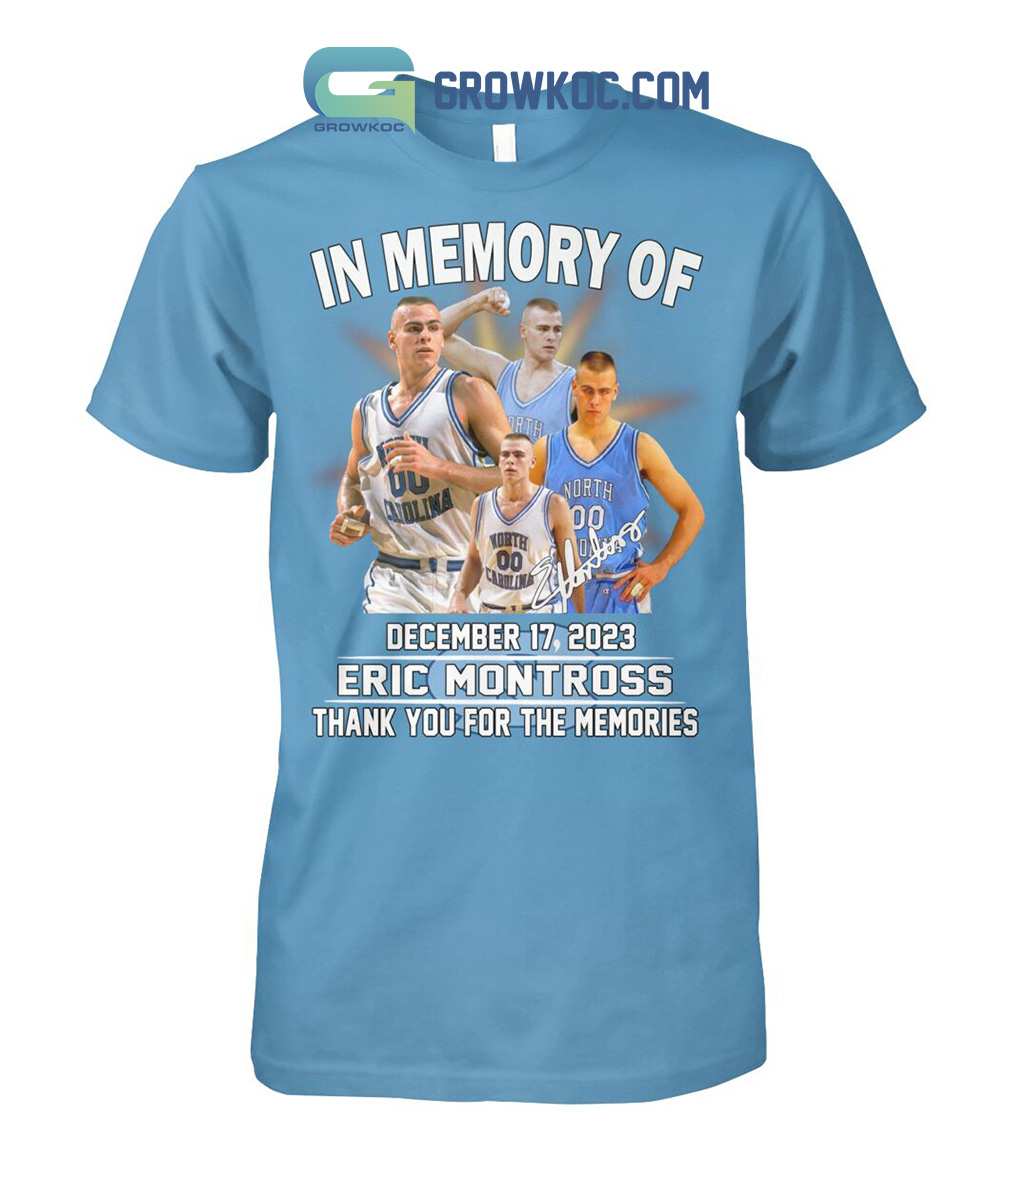 GROWKOC.COM
GROWKOC
IN MEMORY OF
NORTH
00
CAROLINA
NORTH
00
CAROLINA
NORTH
00
DECEMBER 17, 2023
ERIC MONTROSS
THANK YOU FOR THE MEMORIES